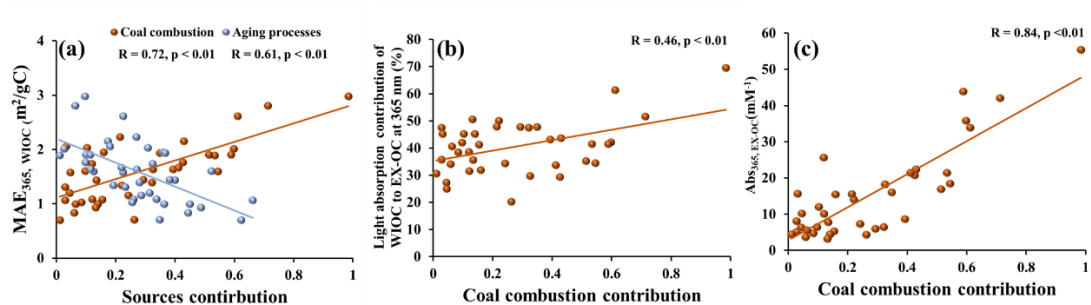 (a)
Coal combustion Aging processes
R = 0.72, p < 0.01 R = 0.61, p < 0.01
MAE365, WIOC (m²/gC)
4
3
2
1
0
0 0.2 0.4 0.6 0.8 1
Sources contirbution
(b)
R = 0.46, p < 0.01
Light absorption contribution of
WIOC to EX-OC at 365 nm (%)
80
70
60
50
40
30
20
10
0
0 0.2 0.4 0.6 0.8 1
Coal combustion contribution
(c)
R = 0.84, p <0.01
Abs365, EX-OC(mM⁻¹)
60
50
40
30
20
10
0
0 0.2 0.4 0.6 0.8 1
Coal combustion contribution